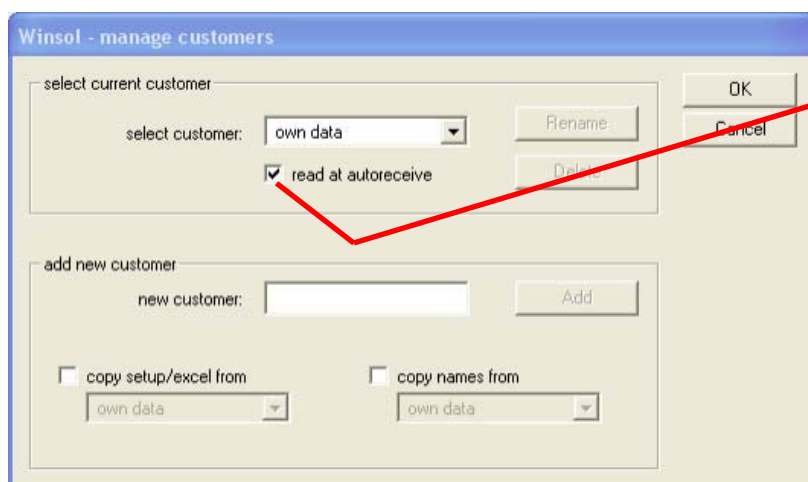 Winsol - manage customers
select current customer
OK
select customer: own data Rename
Cancel
read at autoreceive Delete
add new customer
new customer: Add
copy setup/excel from copy names from
own data own data